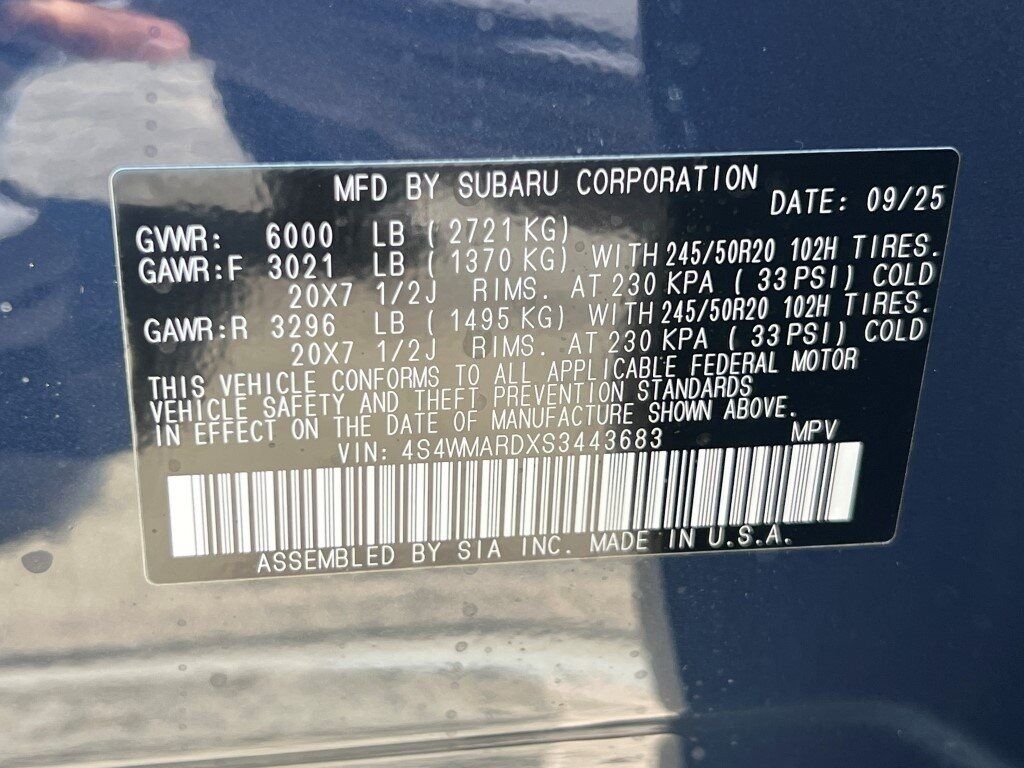 MFD BY SUBARU CORPORATION
DATE: 09/25
GVWR: 6000 LB ( 2721 KG)
GAWR:F 3021 LB ( 1370 KG) WITH 245/50R20 102H TIRES.
20X7 1/2J RIMS. AT 230 KPA ( 33 PSI) COLD
GAWR:R 3296 LB ( 1495 KG) WITH 245/50R20 102H TIRES.
20X7 1/2J RIMS. AT 230 KPA ( 33 PSI) COLD
THIS VEHICLE CONFORMS TO ALL APPLICABLE FEDERAL MOTOR
VEHICLE SAFETY AND THEFT PREVENTION STANDARDS
IN EFFECT ON THE DATE OF MANUFACTURE SHOWN ABOVE.
VIN: 4S4WMARDXS3443683 MPV
ASSEMBLED BY SIA INC. MADE IN U.S.A.